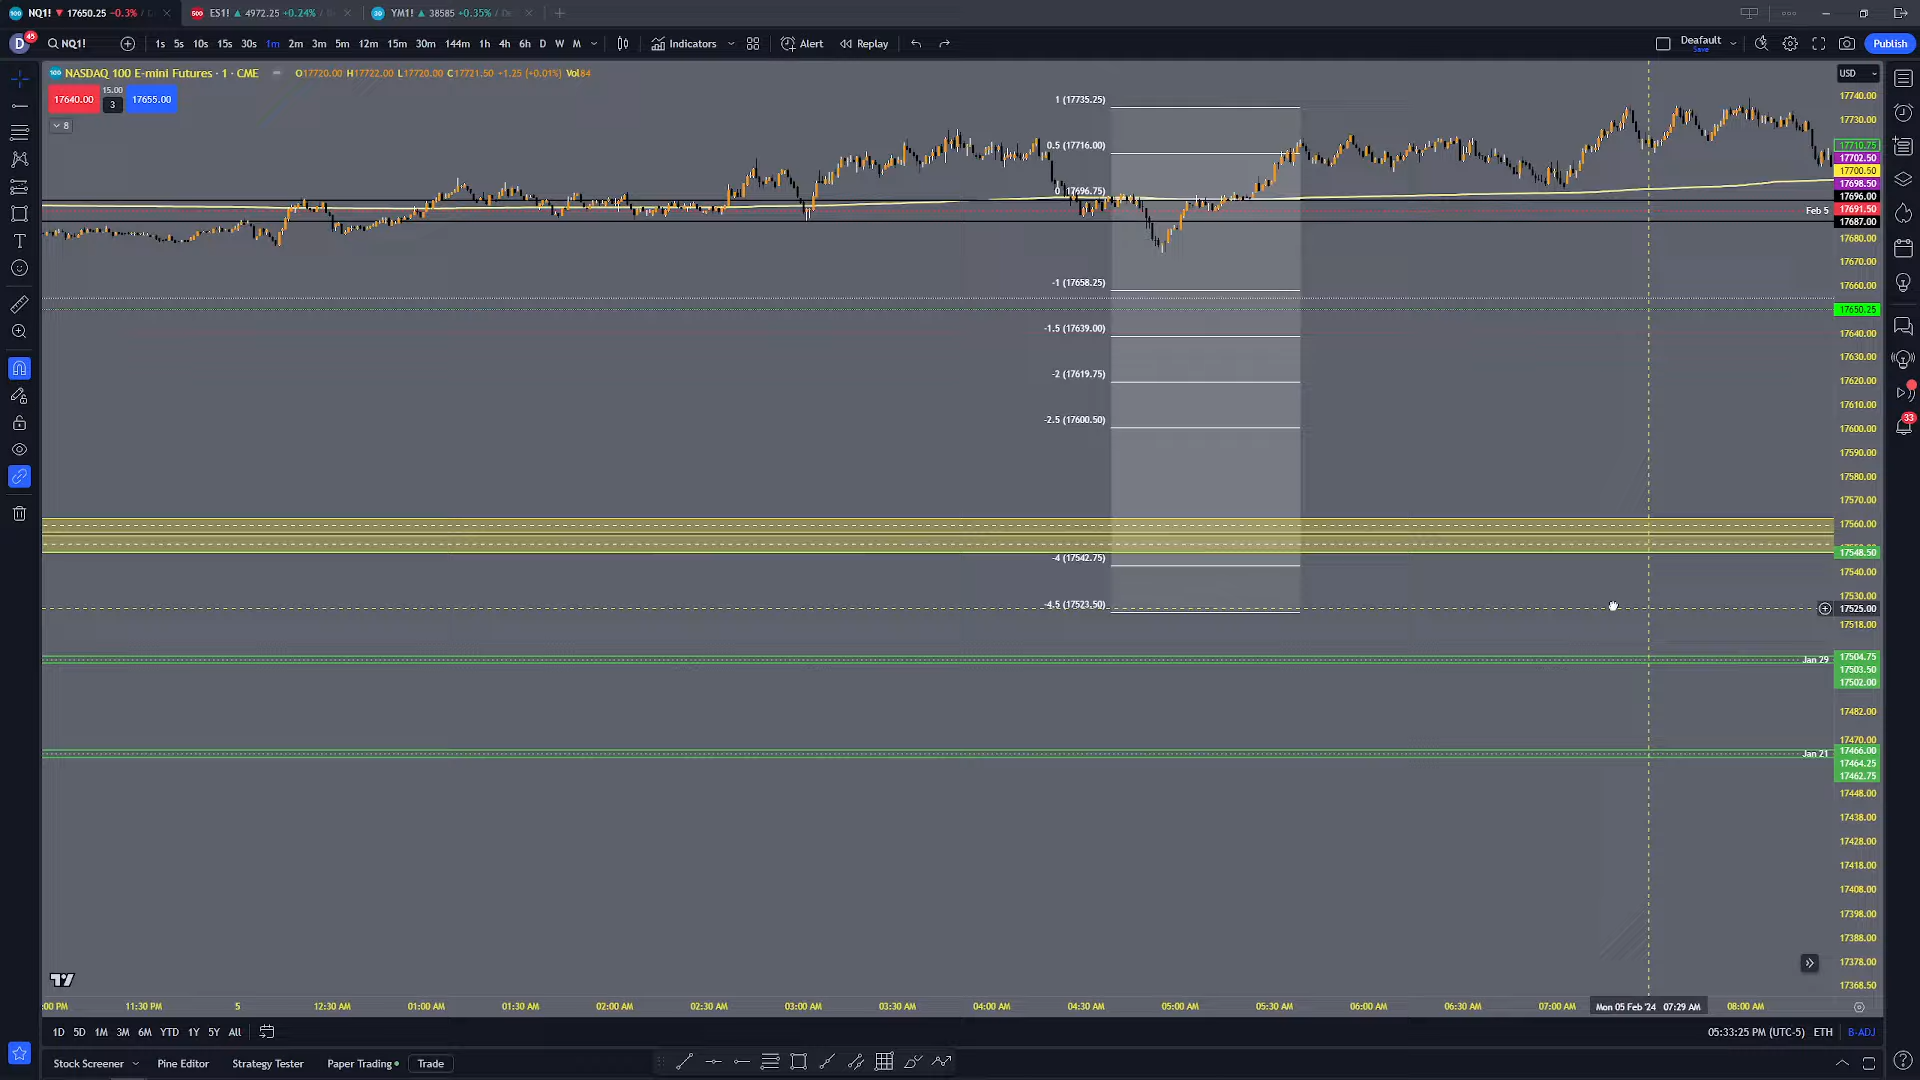 NQ1! ▼ 17650.25 −0.3% /
ES1! ▲ 4972.25 +0.24% /
YM1! ▲ 38585 +0.35% /
D
45
NQ1!
1s 5s 10s 15s 30s 1m 2m 3m 5m 12m 15m 30m 144m 1h 4h 6h D W M
Indicators
Alert
Replay
Deafault
Save
Publish
NASDAQ 100 E-mini Futures · 1 · CME
O17720.00 H17722.00 L17720.00 C17721.50 −1.25 (+0.01%) Vol84
17640.00
15.00
3
17655.00
8
USD
1 (17735.25)
0.5 (17716.00)
0 (17696.75)
-1 (17658.25)
-1.5 (17639.00)
-2 (17619.75)
-2.5 (17600.50)
-4 (17542.75)
-4.5 (17523.50)
Feb 5
Jan 29
Jan 21
17740.00
17730.00
17710.75
17702.50
17700.50
17698.50
17696.00
17691.50
17687.00
17680.00
17670.00
17660.00
17650.25
17640.00
17630.00
17620.00
17610.00
17600.00
17590.00
17580.00
17570.00
17560.00
17548.50
17540.00
17530.00
17525.00
17518.00
17504.75
17503.50
17502.00
17482.00
17470.00
17466.00
17464.25
17462.75
17448.00
17438.00
17428.00
17418.00
17408.00
17398.00
17388.00
17378.00
17368.50
33
:00 PM 11:30 PM 5 12:30 AM 01:00 AM 01:30 AM 02:00 AM 02:30 AM 03:00 AM 03:30 AM 04:00 AM 04:30 AM 05:00 AM 05:30 AM 06:00 AM 06:30 AM 07:00 AM Mon 05 Feb '24 07:29 AM 08:00 AM
1D 5D 1M 3M 6M YTD 1Y 5Y All
05:33:25 PM (UTC-5) ETH B-ADJ
Stock Screener Pine Editor Strategy Tester Paper Trading Trade